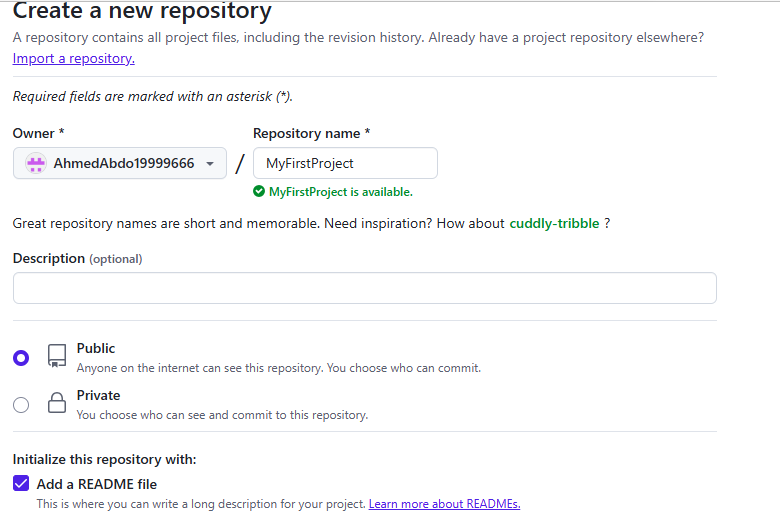 Create a new repository
A repository contains all project files, including the revision history. Already have a project repository elsewhere?
Import a repository.
Required fields are marked with an asterisk (*).
Owner * Repository name *
AhmedAbdo19999666 / MyFirstProject
MyFirstProject is available.
Great repository names are short and memorable. Need inspiration? How about cuddly-tribble ?
Description (optional)
Public
Anyone on the internet can see this repository. You choose who can commit.
Private
You choose who can see and commit to this repository.
Initialize this repository with:
Add a README file
This is where you can write a long description for your project. Learn more about READMEs.